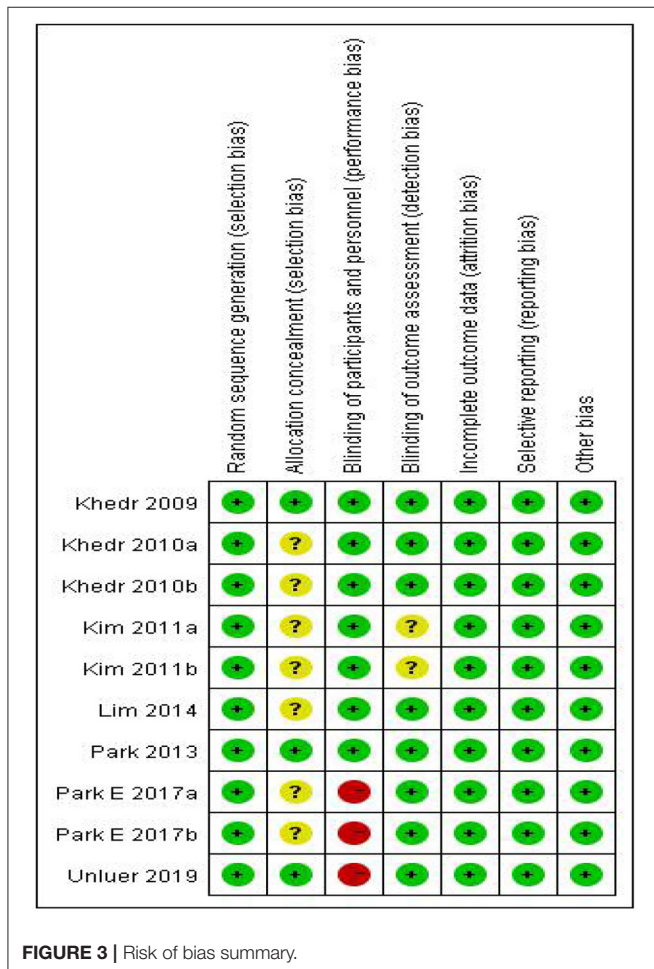 Random sequence generation (selection bias)
Allocation concealment (selection bias)
Blinding of participants and personnel (performance bias)
Blinding of outcome assessment (detection bias)
Incomplete outcome data (attrition bias)
Selective reporting (reporting bias)
Other bias
Khedr 2009 + + + + + + +
Khedr 2010a + ? + + + + +
Khedr 2010b + ? + + + + +
Kim 2011a + ? + ? + + +
Kim 2011b + ? + ? + + +
Lim 2014 + ? + + + + +
Park 2013 + + + + + + +
Park E 2017a + ? - + + + +
Park E 2017b + ? - + + + +
Unluer 2019 + + - + + + +
FIGURE 3 | Risk of bias summary.